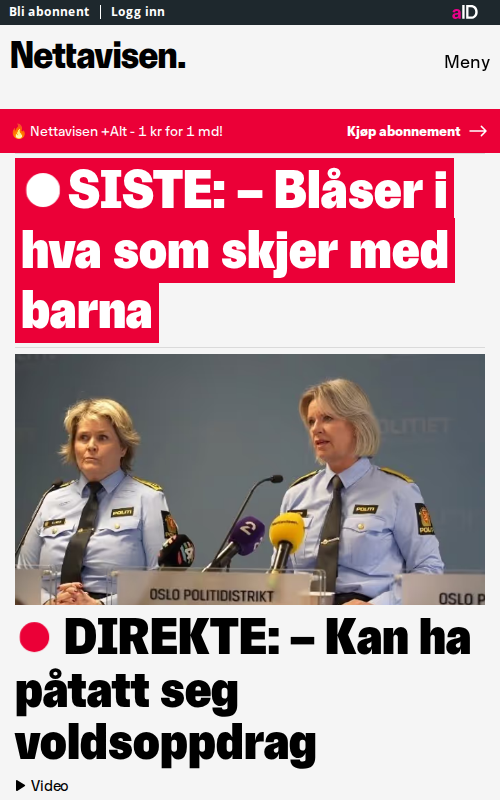 Bli abonnent
Logg inn
aID
Nettavisen.
Meny
🔥 Nettavisen +Alt - 1 kr for 1 md!
Kjøp abonnement →
SISTE: – Blåser i
hva som skjer med
barna
POLITIET
POLITI
POLITI
2
OSLO POLITIDISTRIKT
OSLO P
DIREKTE: – Kan ha
påtatt seg
voldsoppdrag
Video